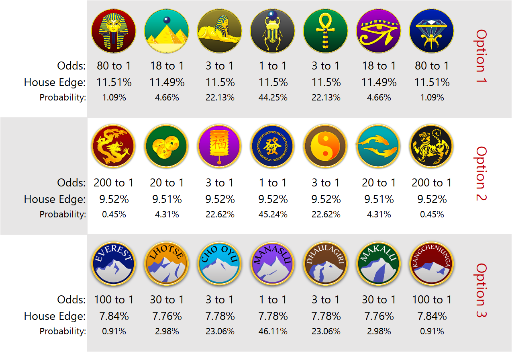 Option 1
Odds: 80 to 1 18 to 1 3 to 1 1 to 1 3 to 1 18 to 1 80 to 1
House Edge: 11.51% 11.49% 11.5% 11.5% 11.5% 11.49% 11.51%
Probability: 1.09% 4.66% 22.13% 44.25% 22.13% 4.66% 1.09%
Option 2
發
Odds: 200 to 1 20 to 1 3 to 1 1 to 1 3 to 1 20 to 1 200 to 1
House Edge: 9.52% 9.51% 9.52% 9.52% 9.52% 9.51% 9.52%
Probability: 0.45% 4.31% 22.62% 45.24% 22.62% 4.31% 0.45%
Option 3
EVEREST LHOTSE CHO OYU MANASLU DHAULAGIRI MAKALU KANGCHENJUNGA
Odds: 100 to 1 30 to 1 3 to 1 1 to 1 3 to 1 30 to 1 100 to 1
House Edge: 7.84% 7.76% 7.78% 7.78% 7.78% 7.76% 7.84%
Probability: 0.91% 2.98% 23.06% 46.11% 23.06% 2.98% 0.91%